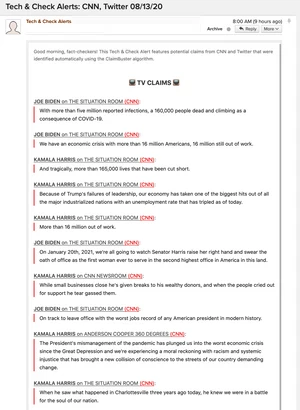 Tech & Check Alerts: CNN, Twitter 08/13/20
Tech & Check Alerts
8:00 AM (9 hours ago)
Archive
Reply
More
Good morning, fact-checkers! This Tech & Check Alert features potential claims from CNN and Twitter that were
identified automatically using the ClaimBuster algorithm.
TV CLAIMS
JOE BIDEN on THE SITUATION ROOM (CNN):
With more than five million reported infections, a 160,000 people dead and climbing as a
consequence of COVID-19.
JOE BIDEN on THE SITUATION ROOM (CNN):
We have an economic crisis with more than 16 million Americans, 16 million still out of work.
KAMALA HARRIS on THE SITUATION ROOM (CNN):
And tragically, more than 165,000 lives that have been cut short.
KAMALA HARRIS on THE SITUATION ROOM (CNN):
Because of Trump's failures of leadership, our economy has taken one of the biggest hits out of all
the major industrialized nations with an unemployment rate that has tripled as of today.
KAMALA HARRIS on THE SITUATION ROOM (CNN):
More than 16 million out of work.
JOE BIDEN on THE SITUATION ROOM (CNN):
On January 20th, 2021, we're all going to watch Senator Harris raise her right hand and swear the
oath of office as the first woman ever to serve in the second highest office in America in this land.
KAMALA HARRIS on CNN NEWSROOM (CNN):
While small businesses close he's given breaks to his wealthy donors, and when the people cried out
for support he tear gassed them.
JOE BIDEN on THE SITUATION ROOM (CNN):
On track to leave office with the worst jobs record of any American president in modern history.
KAMALA HARRIS on ANDERSON COOPER 360 DEGREES (CNN):
The President's mismanagement of the pandemic has plunged us into the worst economic crisis
since the Great Depression and we're experiencing a moral reckoning with racism and systemic
injustice that has brought a new collision of conscience to the streets of our country demanding
change.
KAMALA HARRIS on THE SITUATION ROOM (CNN):
When he saw what happened in Charlottesville three years ago today, he knew we were in a battle
for the soul of our nation.